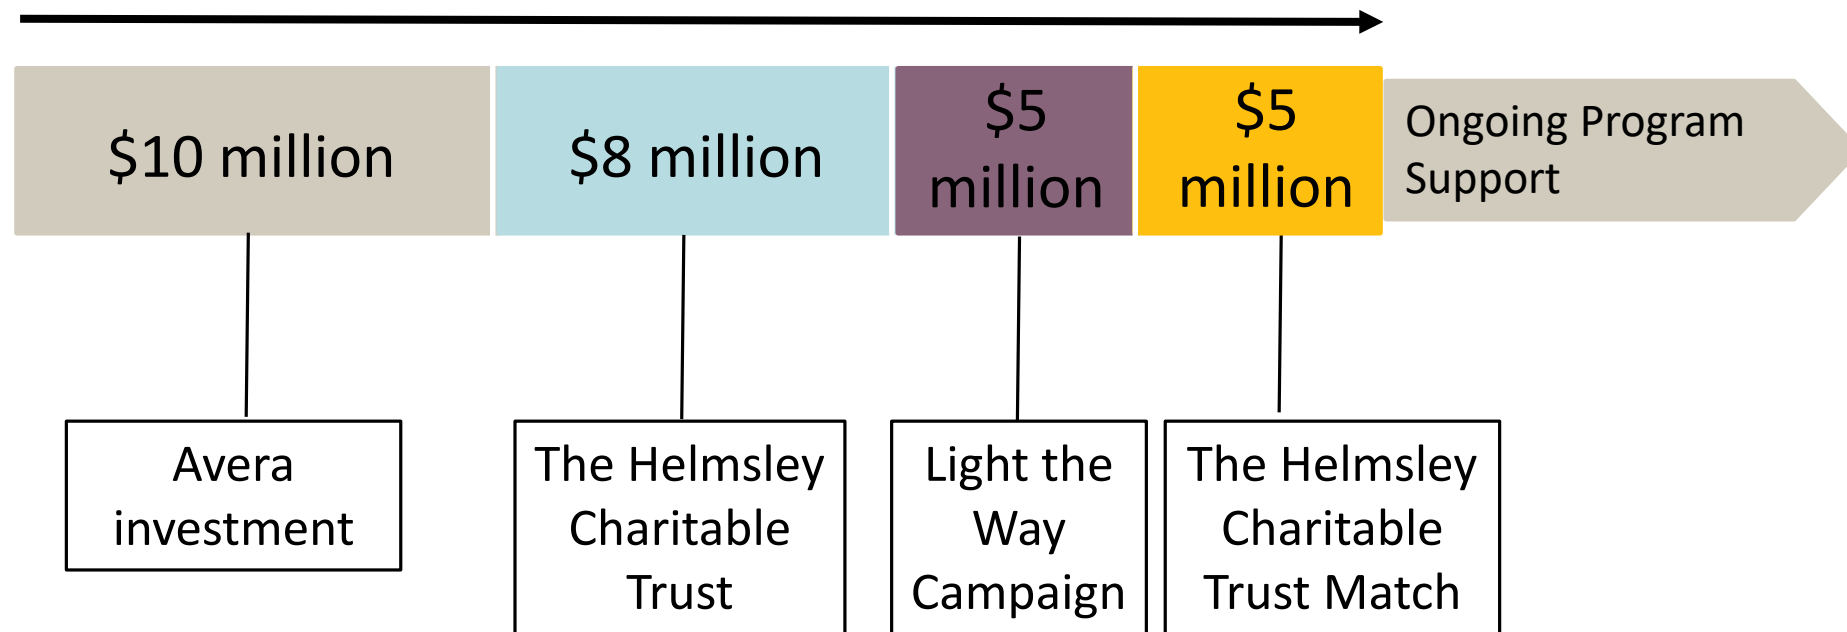 $10 million
$8 million
$5
million
$5
million
Ongoing Program
Support
Avera
investment
The Helmsley
Charitable
Trust
Light the
Way
Campaign
The Helmsley
Charitable
Trust Match